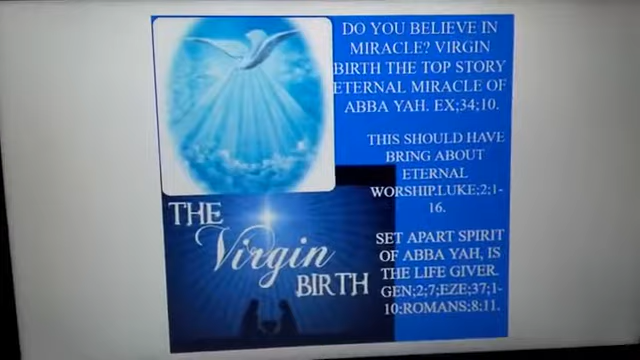 DO YOU BELIEVE IN
MIRACLE? VIRGIN
BIRTH THE TOP STORY
ETERNAL MIRACLE OF
ABBA YAH. EX;34;10.
THIS SHOULD HAVE
BRING ABOUT
ETERNAL
WORSHIP.LUKE;2;1-
16.
SET APART SPIRIT
OF ABBA YAH, IS
THE LIFE GIVER.
GEN;2;7;EZE;37;1-
10;ROMANS;8;11.
THE
Virgin
BIRTH